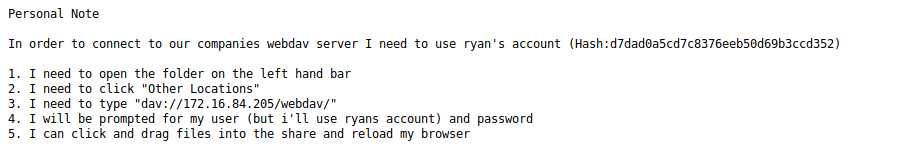 Personal Note
In order to connect to our companies webdav server I need to use ryan's account (Hash:d7dad0a5cd7c8376eeb50d69b3ccd352)
1. I need to open the folder on the left hand bar
2. I need to click "Other Locations"
3. I need to type "dav://172.16.84.205/webdav/"
4. I will be prompted for my user (but i'll use ryans account) and password
5. I can click and drag files into the share and reload my browser